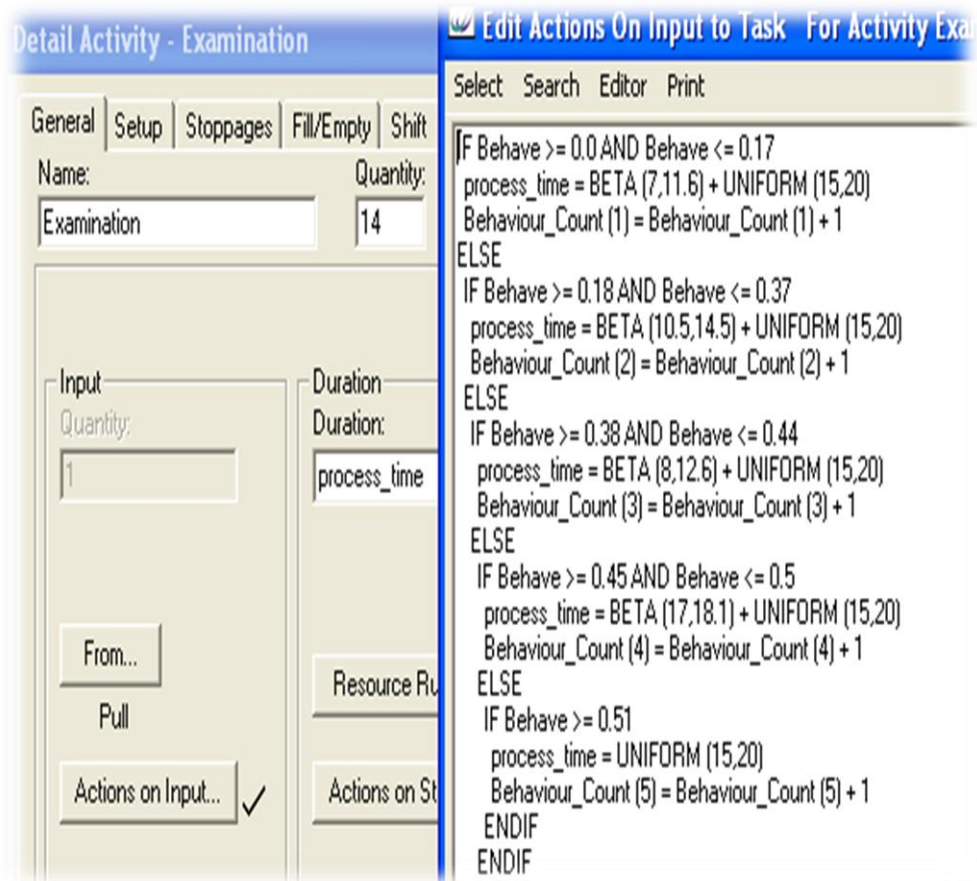 Detail Activity - Examination
General Setup Stoppages Fill/Empty Shift
Name: Quantity:
Examination 14
Input
Quantity:
1
From...
Pull
Actions on Input...
Duration
Duration:
process_time
Resource Ru
Actions on St
Edit Actions On Input to Task For Activity Exa
Select Search Editor Print
IF Behave >= 0.0 AND Behave <= 0.17
process_time = BETA (7,11.6) + UNIFORM (15,20)
Behaviour_Count (1) = Behaviour_Count (1) + 1
ELSE
IF Behave >= 0.18 AND Behave <= 0.37
process_time = BETA (10.5,14.5) + UNIFORM (15,20)
Behaviour_Count (2) = Behaviour_Count (2) + 1
ELSE
IF Behave >= 0.38 AND Behave <= 0.44
process_time = BETA (8,12.6) + UNIFORM (15,20)
Behaviour_Count (3) = Behaviour_Count (3) + 1
ELSE
IF Behave >= 0.45 AND Behave <= 0.5
process_time = BETA (17,18.1) + UNIFORM (15,20)
Behaviour_Count (4) = Behaviour_Count (4) + 1
ELSE
IF Behave >= 0.51
process_time = UNIFORM (15,20)
Behaviour_Count (5) = Behaviour_Count (5) + 1
ENDIF
ENDIF